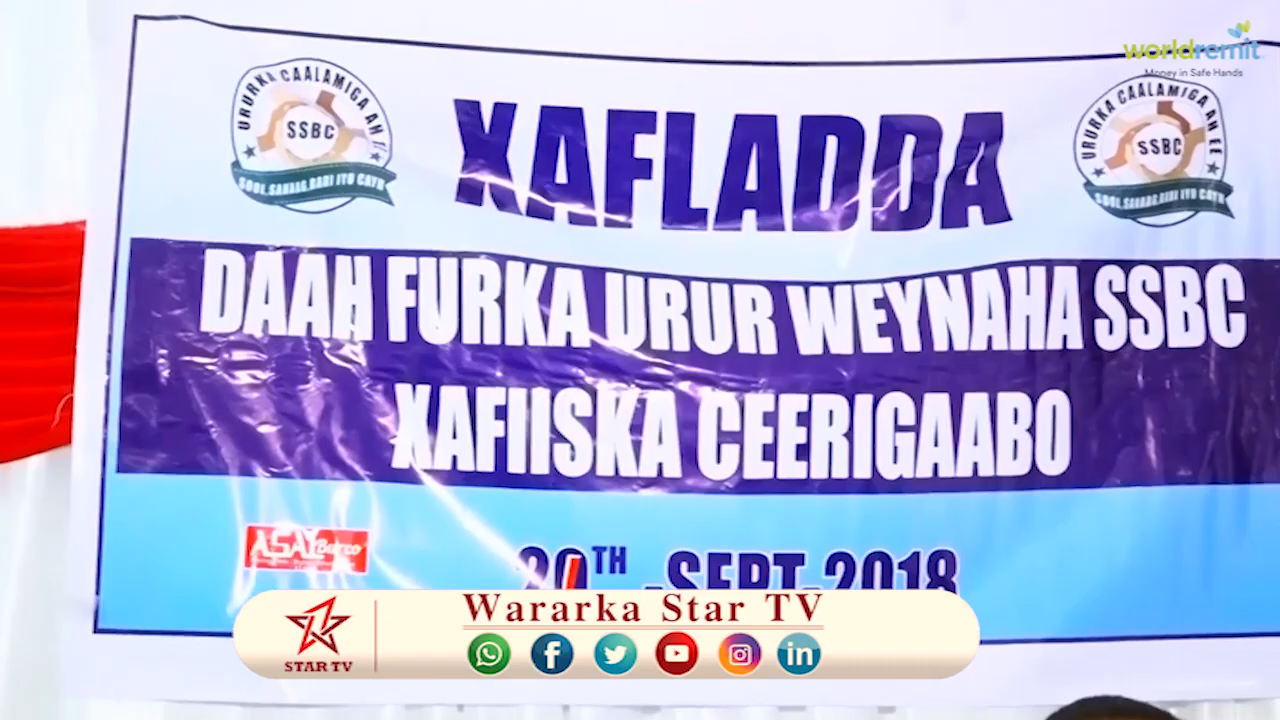 worldremit
Money in Safe Hands
URURKA CAALAMIGA AH E
SSBC
SOOL, SANAAG, BARI IYO CAYN
URURKA CAALAMIGA AH EE
SSBC
SOOL, SANAAG, BARI IYO CAYN
XAFLADDA
DAAH FURKA URUR WEYNAHA SSBC
XAFIISKA CEERIGAABO
ASAL Burco
TH -SEPT-2018
Wararka Star TV
STAR TV